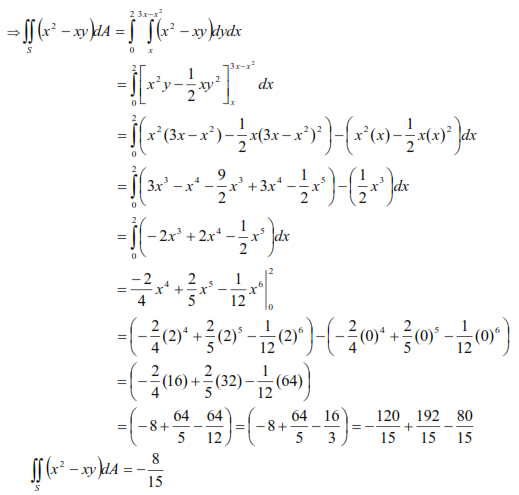 ⇒ ∬_S (x² − xy)dA = ∫_0^2 ∫_x^{3x−x²} (x² − xy)dydx
= ∫_0^2 [x²y − 1/2 xy²]_x^{3x−x²} dx
= ∫_0^2 (x²(3x − x²) − 1/2 x(3x − x²)²) − (x²(x) − 1/2 x(x)²)dx
= ∫_0^2 (3x³ − x⁴ − 9/2 x³ + 3x⁴ − 1/2 x⁵) − (1/2 x³)dx
= ∫_0^2 (−2x³ + 2x⁴ − 1/2 x⁵)dx
= −2/4 x⁴ + 2/5 x⁵ − 1/12 x⁶ |_0^2
= (−2/4 (2)⁴ + 2/5 (2)⁵ − 1/12 (2)⁶) − (−2/4 (0)⁴ + 2/5 (0)⁵ − 1/12 (0)⁶)
= (−2/4 (16) + 2/5 (32) − 1/12 (64))
= (−8 + 64/5 − 64/12) = (−8 + 64/5 − 16/3) = −120/15 + 192/15 − 80/15
∬_S (x² − xy)dA = −8/15